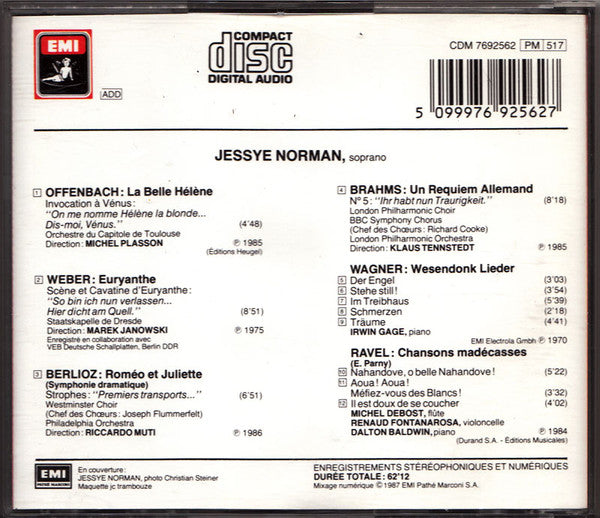 EMI
ADD
COMPACT
disc
DIGITAL AUDIO
CDM 7692562 PM 517
5 099976 925627
JESSYE NORMAN, soprano
1 OFFENBACH : La Belle Hélène
Invocation à Vénus :
"On me nomme Hélène la blonde...
Dis-moi, Vénus." (4'48)
Orchestre du Capitole de Toulouse
Direction : MICHEL PLASSON ℗ 1985
(Éditions Heugel)
2 WEBER : Euryanthe
Scène et Cavatine d'Euryanthe :
"So bin ich nun verlassen...
Hier dicht am Quell." (8'51)
Staatskapelle de Dresde
Direction : MAREK JANOWSKI ℗ 1975
Enregistré en collaboration avec
VEB Deutsche Schallplatten, Berlin DDR
3 BERLIOZ : Roméo et Juliette
(Symphonie dramatique)
Strophes : "Premiers transports..." (6'51)
Westminster Choir
(Chef des Chœurs : Joseph Flummerfelt)
Philadelphia Orchestra
Direction : RICCARDO MUTI ℗ 1986
4 BRAHMS : Un Requiem Allemand
N° 5 : "Ihr habt nun Traurigkeit." (8'18)
London Philharmonic Choir
BBC Symphony Chorus
(Chef des Chœurs : Richard Cooke)
London Philharmonic Orchestra
Direction : KLAUS TENNSTEDT ℗ 1985
WAGNER : Wesendonk Lieder
5 Der Engel (3'03)
6 Stehe still ! (3'54)
7 Im Treibhaus (5'39)
8 Schmerzen (2'18)
9 Träume (4'41)
IRWIN GAGE, piano
EMI Electrola Gmbh ℗ 1970
RAVEL : Chansons madécasses
(E. Parny)
10 Nahandove, o belle Nahandove ! (5'22)
11 Aoua ! Aoua !
Méfiez-vous des Blancs ! (3'32)
12 Il est doux de se coucher (4'02)
MICHEL DEBOST, flûte
RENAUD FONTANAROSA, violoncelle
DALTON BALDWIN, piano ℗ 1984
(Durand S.A. - Éditions Musicales)
EMI
PATHÉ MARCONI
En couverture :
JESSYE NORMAN, photo Christian Steiner
Maquette jc trambouze
ENREGISTREMENTS STÉRÉOPHONIQUES ET NUMÉRIQUES
DURÉE TOTALE : 62'12
Mixage numérique ℗ 1987 EMI Pathé Marconi S.A.